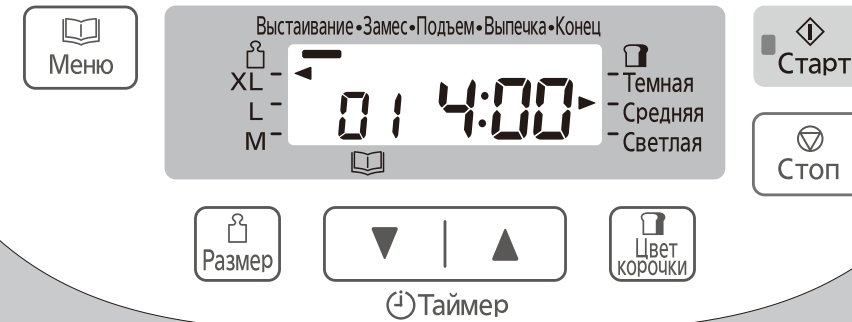 Меню
Выстаивание•Замес•Подъем•Выпечка•Конец
XL
L
M
01 4:00
Темная
Средняя
Светлая
Старт
Стоп
Размер
Цвет
корочки
Таймер